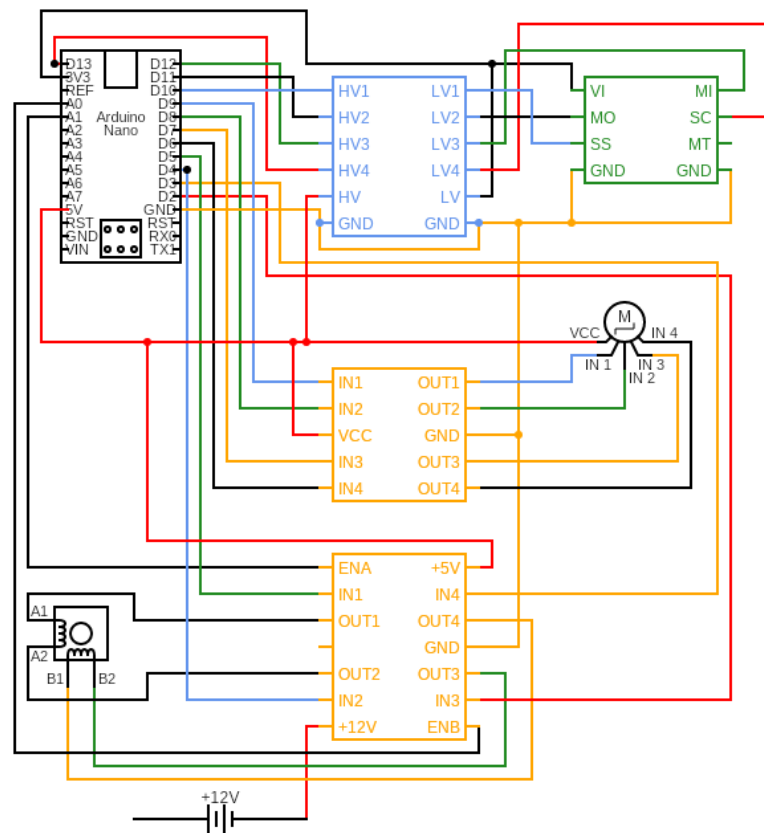 D13 D12
3V3 D11
REF D10
A0 D9
A1 D8
A2 D7
A3 D6
A4 D5
A5 D4
A6 D3
A7 D2
5V GND
RST RST
GND RX0
VIN TX1
Arduino
Nano
HV1 LV1
HV2 LV2
HV3 LV3
HV4 LV4
HV LV
GND GND
VI MI
MO SC
SS MT
GND GND
M
VCC IN 4
IN 1 IN 3
IN 2
IN1 OUT1
IN2 OUT2
VCC GND
IN3 OUT3
IN4 OUT4
ENA +5V
IN1 IN4
OUT1 OUT4
GND
OUT2 OUT3
IN2 IN3
+12V ENB
A1
A2
B1 B2
+12V